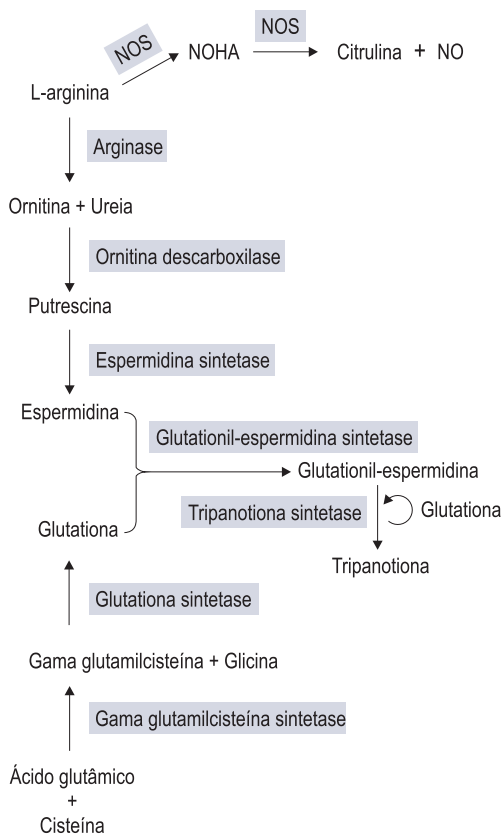 NOS
NOHA
NOS
Citrulina + NO
L-arginina
Arginase
Ornitina + Ureia
Ornitina descarboxilase
Putrescina
Espermidina sintetase
Espermidina
Glutationil-espermidina sintetase
Glutationil-espermidina
Tripanotiona sintetase
Glutationa
Glutationa
Tripanotiona
Glutationa sintetase
Gama glutamilcisteína + Glicina
Gama glutamilcisteína sintetase
Ácido glutâmico
+
Cisteína